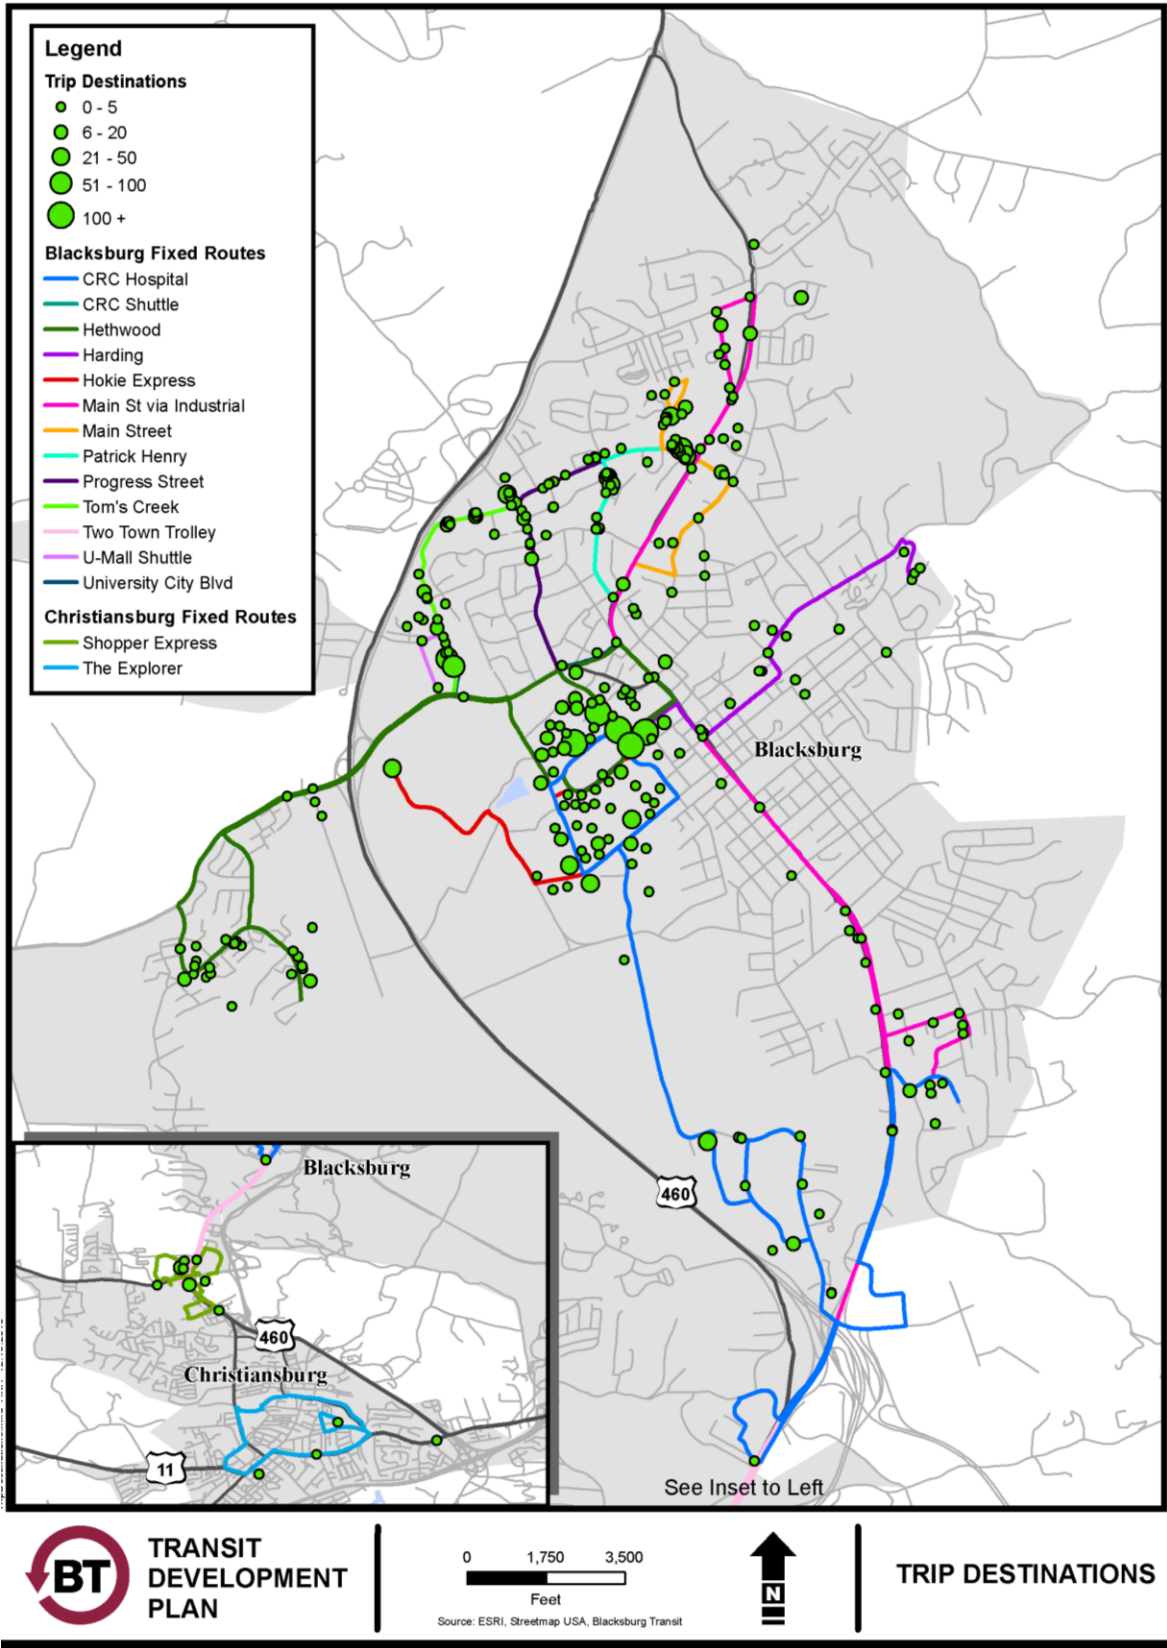 Legend
Trip Destinations
0 - 5
6 - 20
21 - 50
51 - 100
100 +
Blacksburg Fixed Routes
CRC Hospital
CRC Shuttle
Hethwood
Harding
Hokie Express
Main St via Industrial
Main Street
Patrick Henry
Progress Street
Tom's Creek
Two Town Trolley
U-Mall Shuttle
University City Blvd
Christiansburg Fixed Routes
Shopper Express
The Explorer
Blacksburg
460
Blacksburg
460
Christiansburg
11
See Inset to Left
BT
TRANSIT
DEVELOPMENT
PLAN
0 1,750 3,500
Feet
Source: ESRI, Streetmap USA, Blacksburg Transit
N
TRIP DESTINATIONS